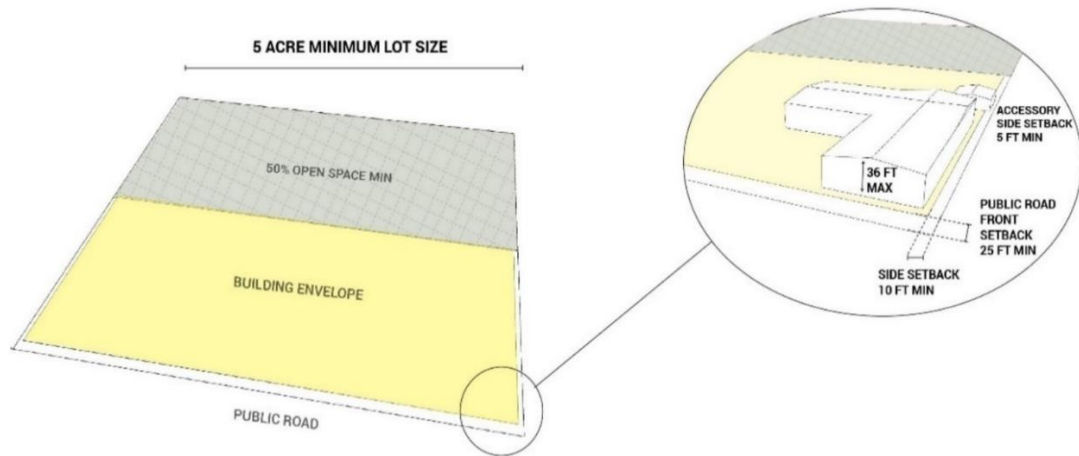 5 ACRE MINIMUM LOT SIZE
50% OPEN SPACE MIN
BUILDING ENVELOPE
PUBLIC ROAD
36 FT
MAX
ACCESSORY
SIDE SETBACK
5 FT MIN
PUBLIC ROAD
FRONT
SETBACK
25 FT MIN
SIDE SETBACK
10 FT MIN